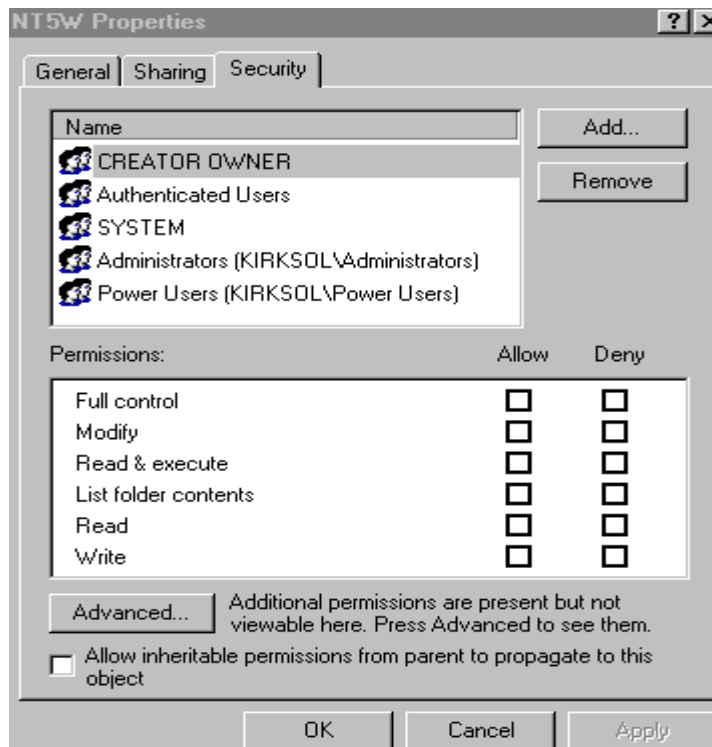 NT5W Properties
General Sharing Security
Name
Add...
CREATOR OWNER
Remove
Authenticated Users
SYSTEM
Administrators (KIRKSOL\Administrators)
Power Users (KIRKSOL\Power Users)
Permissions: Allow Deny
Full control
Modify
Read & execute
List folder contents
Read
Write
Advanced...
Additional permissions are present but not
viewable here. Press Advanced to see them.
Allow inheritable permissions from parent to propagate to this
object
OK Cancel Apply